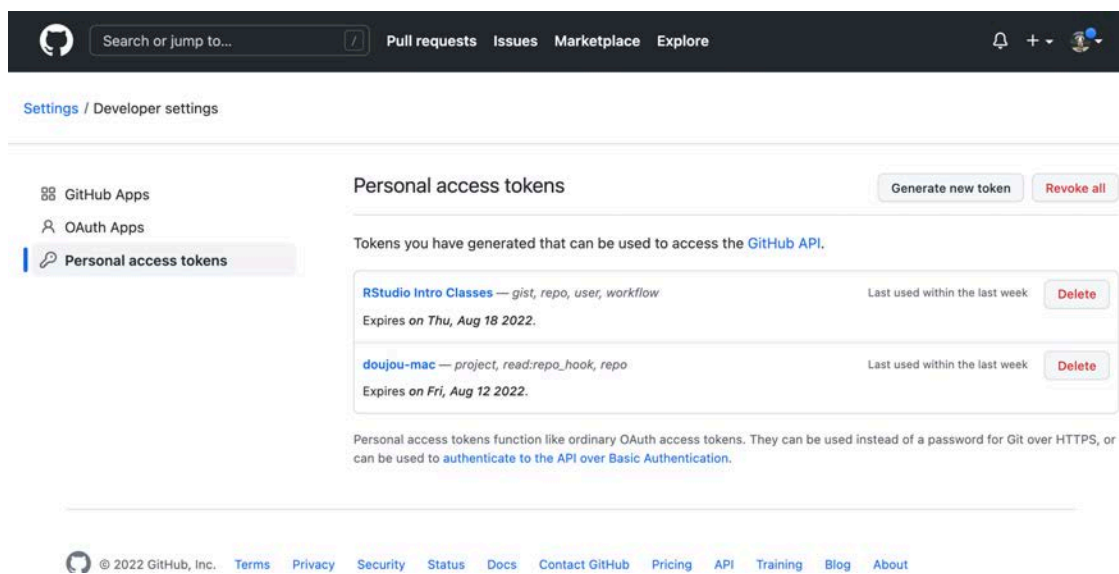 Search or jump to... / Pull requests Issues Marketplace Explore
Settings / Developer settings
GitHub Apps
OAuth Apps
Personal access tokens
Personal access tokens Generate new token Revoke all
Tokens you have generated that can be used to access the GitHub API.
RStudio Intro Classes — gist, repo, user, workflow Last used within the last week Delete
Expires on Thu, Aug 18 2022.
doujou-mac — project, read:repo_hook, repo Last used within the last week Delete
Expires on Fri, Aug 12 2022.
Personal access tokens function like ordinary OAuth access tokens. They can be used instead of a password for Git over HTTPS, or
can be used to authenticate to the API over Basic Authentication.
© 2022 GitHub, Inc. Terms Privacy Security Status Docs Contact GitHub Pricing API Training Blog About